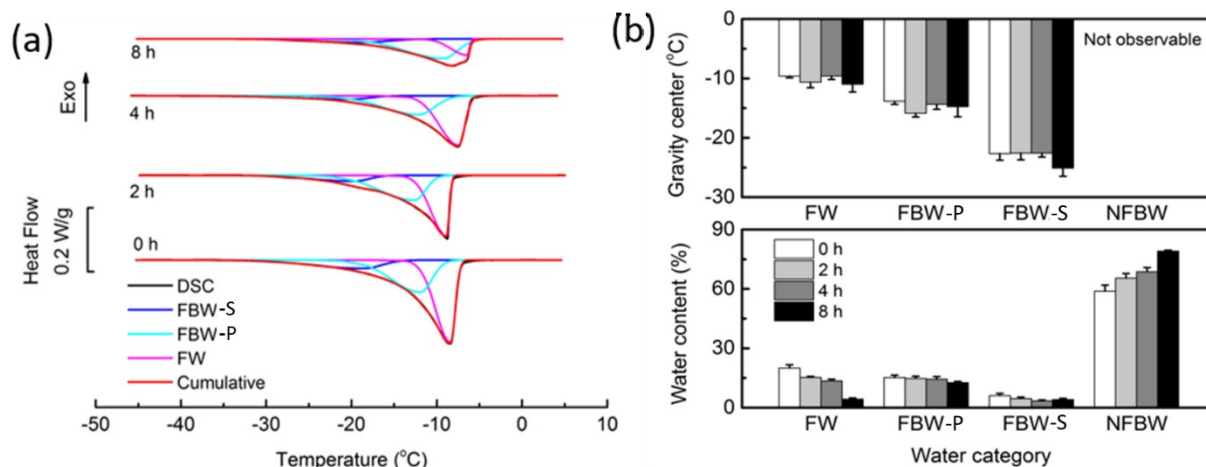 (a)
8 h
Exo
4 h
2 h
Heat Flow
0.2 W/g
0 h
DSC
FBW-S
FBW-P
FW
Cumulative
-50 -40 -30 -20 -10 0 10
Temperature (°C)
(b)
Gravity center (°C)
0
-10
-20
-30
Not observable
FW FBW-P FBW-S NFBW
Water content (%)
90
60
30
0
0 h
2 h
4 h
8 h
FW FBW-P FBW-S NFBW
Water category